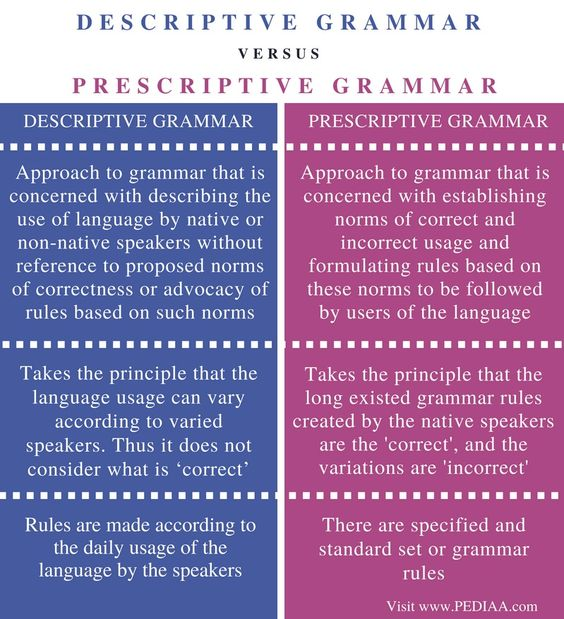 DESCRIPTIVE GRAMMAR
VERSUS
PRESCRIPTIVE GRAMMAR
DESCRIPTIVE GRAMMAR
Approach to grammar that is
concerned with describing the
use of language by native or
non-native speakers without
reference to proposed norms
of correctness or advocacy of
rules based on such norms
Takes the principle that the
language usage can vary
according to varied
speakers. Thus it does not
consider what is ‘correct’
Rules are made according to
the daily usage of the
language by the speakers
PRESCRIPTIVE GRAMMAR
Approach to grammar that is
concerned with establishing
norms of correct and
incorrect usage and
formulating rules based on
these norms to be followed
by users of the language
Takes the principle that the
long existed grammar rules
created by the native speakers
are the 'correct', and the
variations are 'incorrect'
There are specified and
standard set or grammar
rules
Visit www.PEDIAA.com